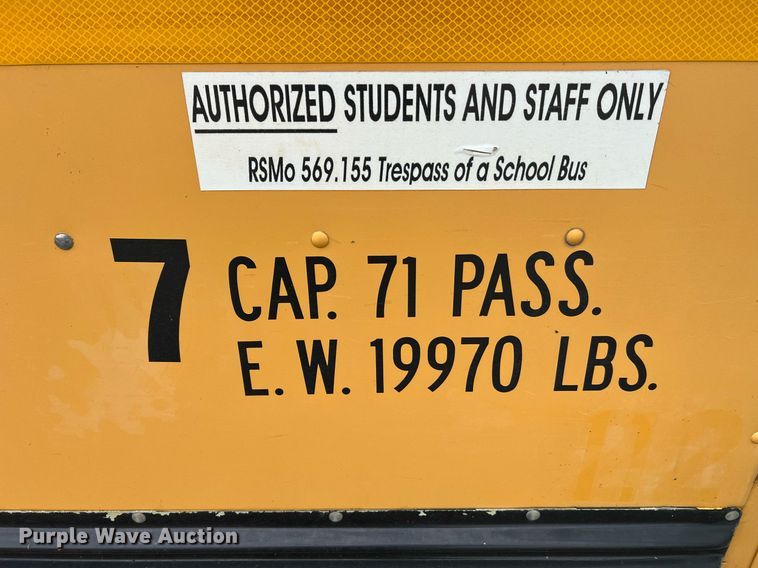 AUTHORIZED STUDENTS AND STAFF ONLY
RSMo 569.155 Trespass of a School Bus
7 CAP. 71 PASS.
E. W. 19970 LBS.
Purple Wave Auction